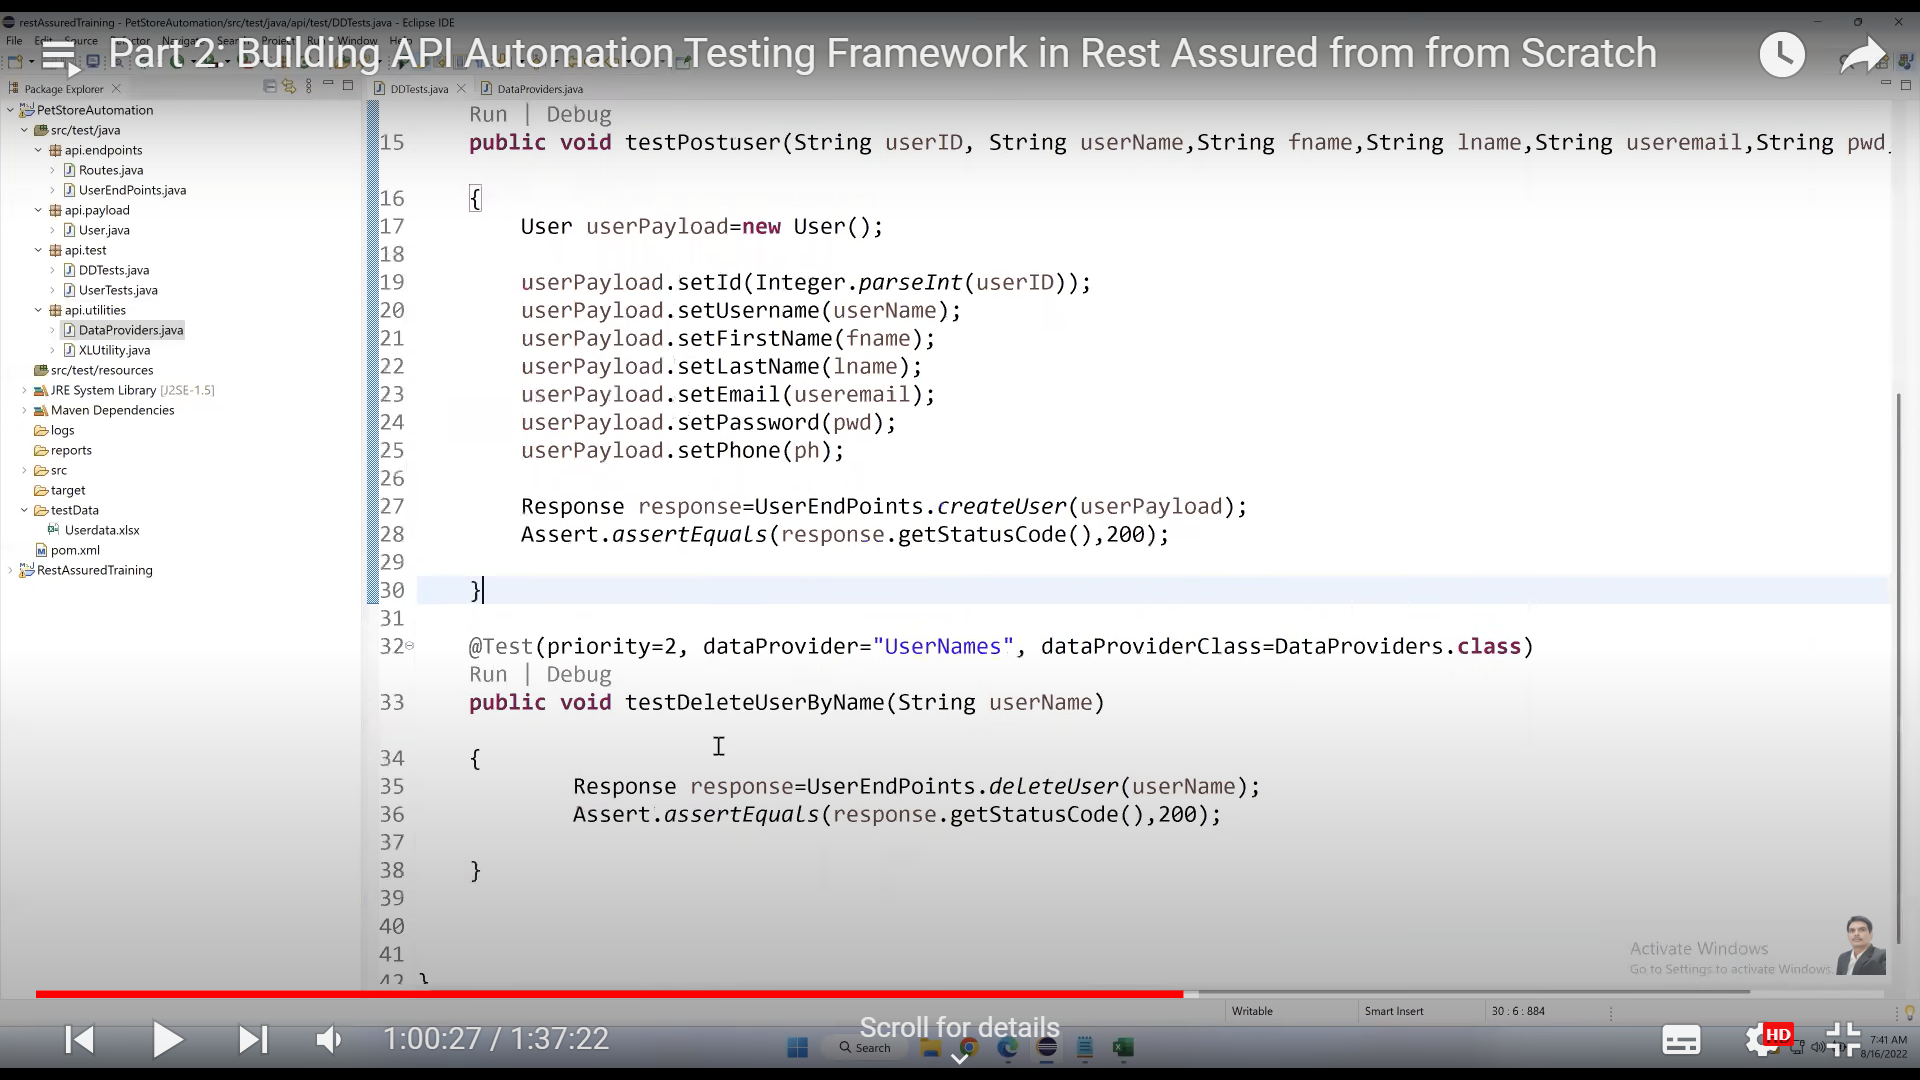 restAssuredTraining - PetStoreAutomation/src/test/java/api/test/DDTests.java - Eclipse IDE
Part 2: Building API Automation Testing Framework in Rest Assured from from Scratch
File Edit Source Refactor Navigate Search Project Run Window Help
Package Explorer
DDTests.java
DataProviders.java
PetStoreAutomation
src/test/java
api.endpoints
Routes.java
UserEndPoints.java
api.payload
User.java
api.test
DDTests.java
UserTests.java
api.utilities
DataProviders.java
XLUtility.java
src/test/resources
JRE System Library [J2SE-1.5]
Maven Dependencies
logs
reports
src
target
testData
Userdata.xlsx
pom.xml
RestAssuredTraining
Run | Debug
15 public void testPostuser(String userID, String userName,String fname,String lname,String useremail,String pwd,
16 {
17 User userPayload=new User();
18
19 userPayload.setId(Integer.parseInt(userID));
20 userPayload.setUsername(userName);
21 userPayload.setFirstName(fname);
22 userPayload.setLastName(lname);
23 userPayload.setEmail(useremail);
24 userPayload.setPassword(pwd);
25 userPayload.setPhone(ph);
26
27 Response response=UserEndPoints.createUser(userPayload);
28 Assert.assertEquals(response.getStatusCode(),200);
29
30 }
31
32 @Test(priority=2, dataProvider="UserNames", dataProviderClass=DataProviders.class)
Run | Debug
33 public void testDeleteUserByName(String userName)
34 {
35 Response response=UserEndPoints.deleteUser(userName);
36 Assert.assertEquals(response.getStatusCode(),200);
37
38 }
39
40
41
42 }
Activate Windows
Go to Settings to activate Windows.
Writable
Smart Insert
30 : 6 : 884
1:00:27 / 1:37:22
Scroll for details
Search
HD
7:41 AM
8/16/2022